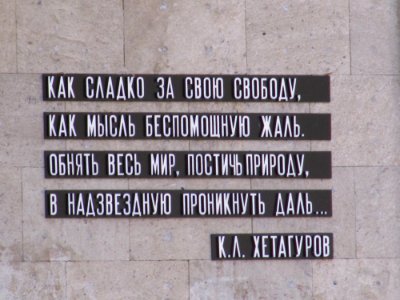 КАК СЛАДКО ЗА СВОЮ СВОБОДУ,
КАК МЫСЛЬ БЕСПОМОЩНУЮ ЖАЛЬ.
ОБНЯТЬ ВЕСЬ МИР, ПОСТИЧЬ ПРИРОДУ,
В НАДЗВЕЗДНУЮ ПРОНИКНУТЬ ДАЛЬ...
К.Л. ХЕТАГУРОВ